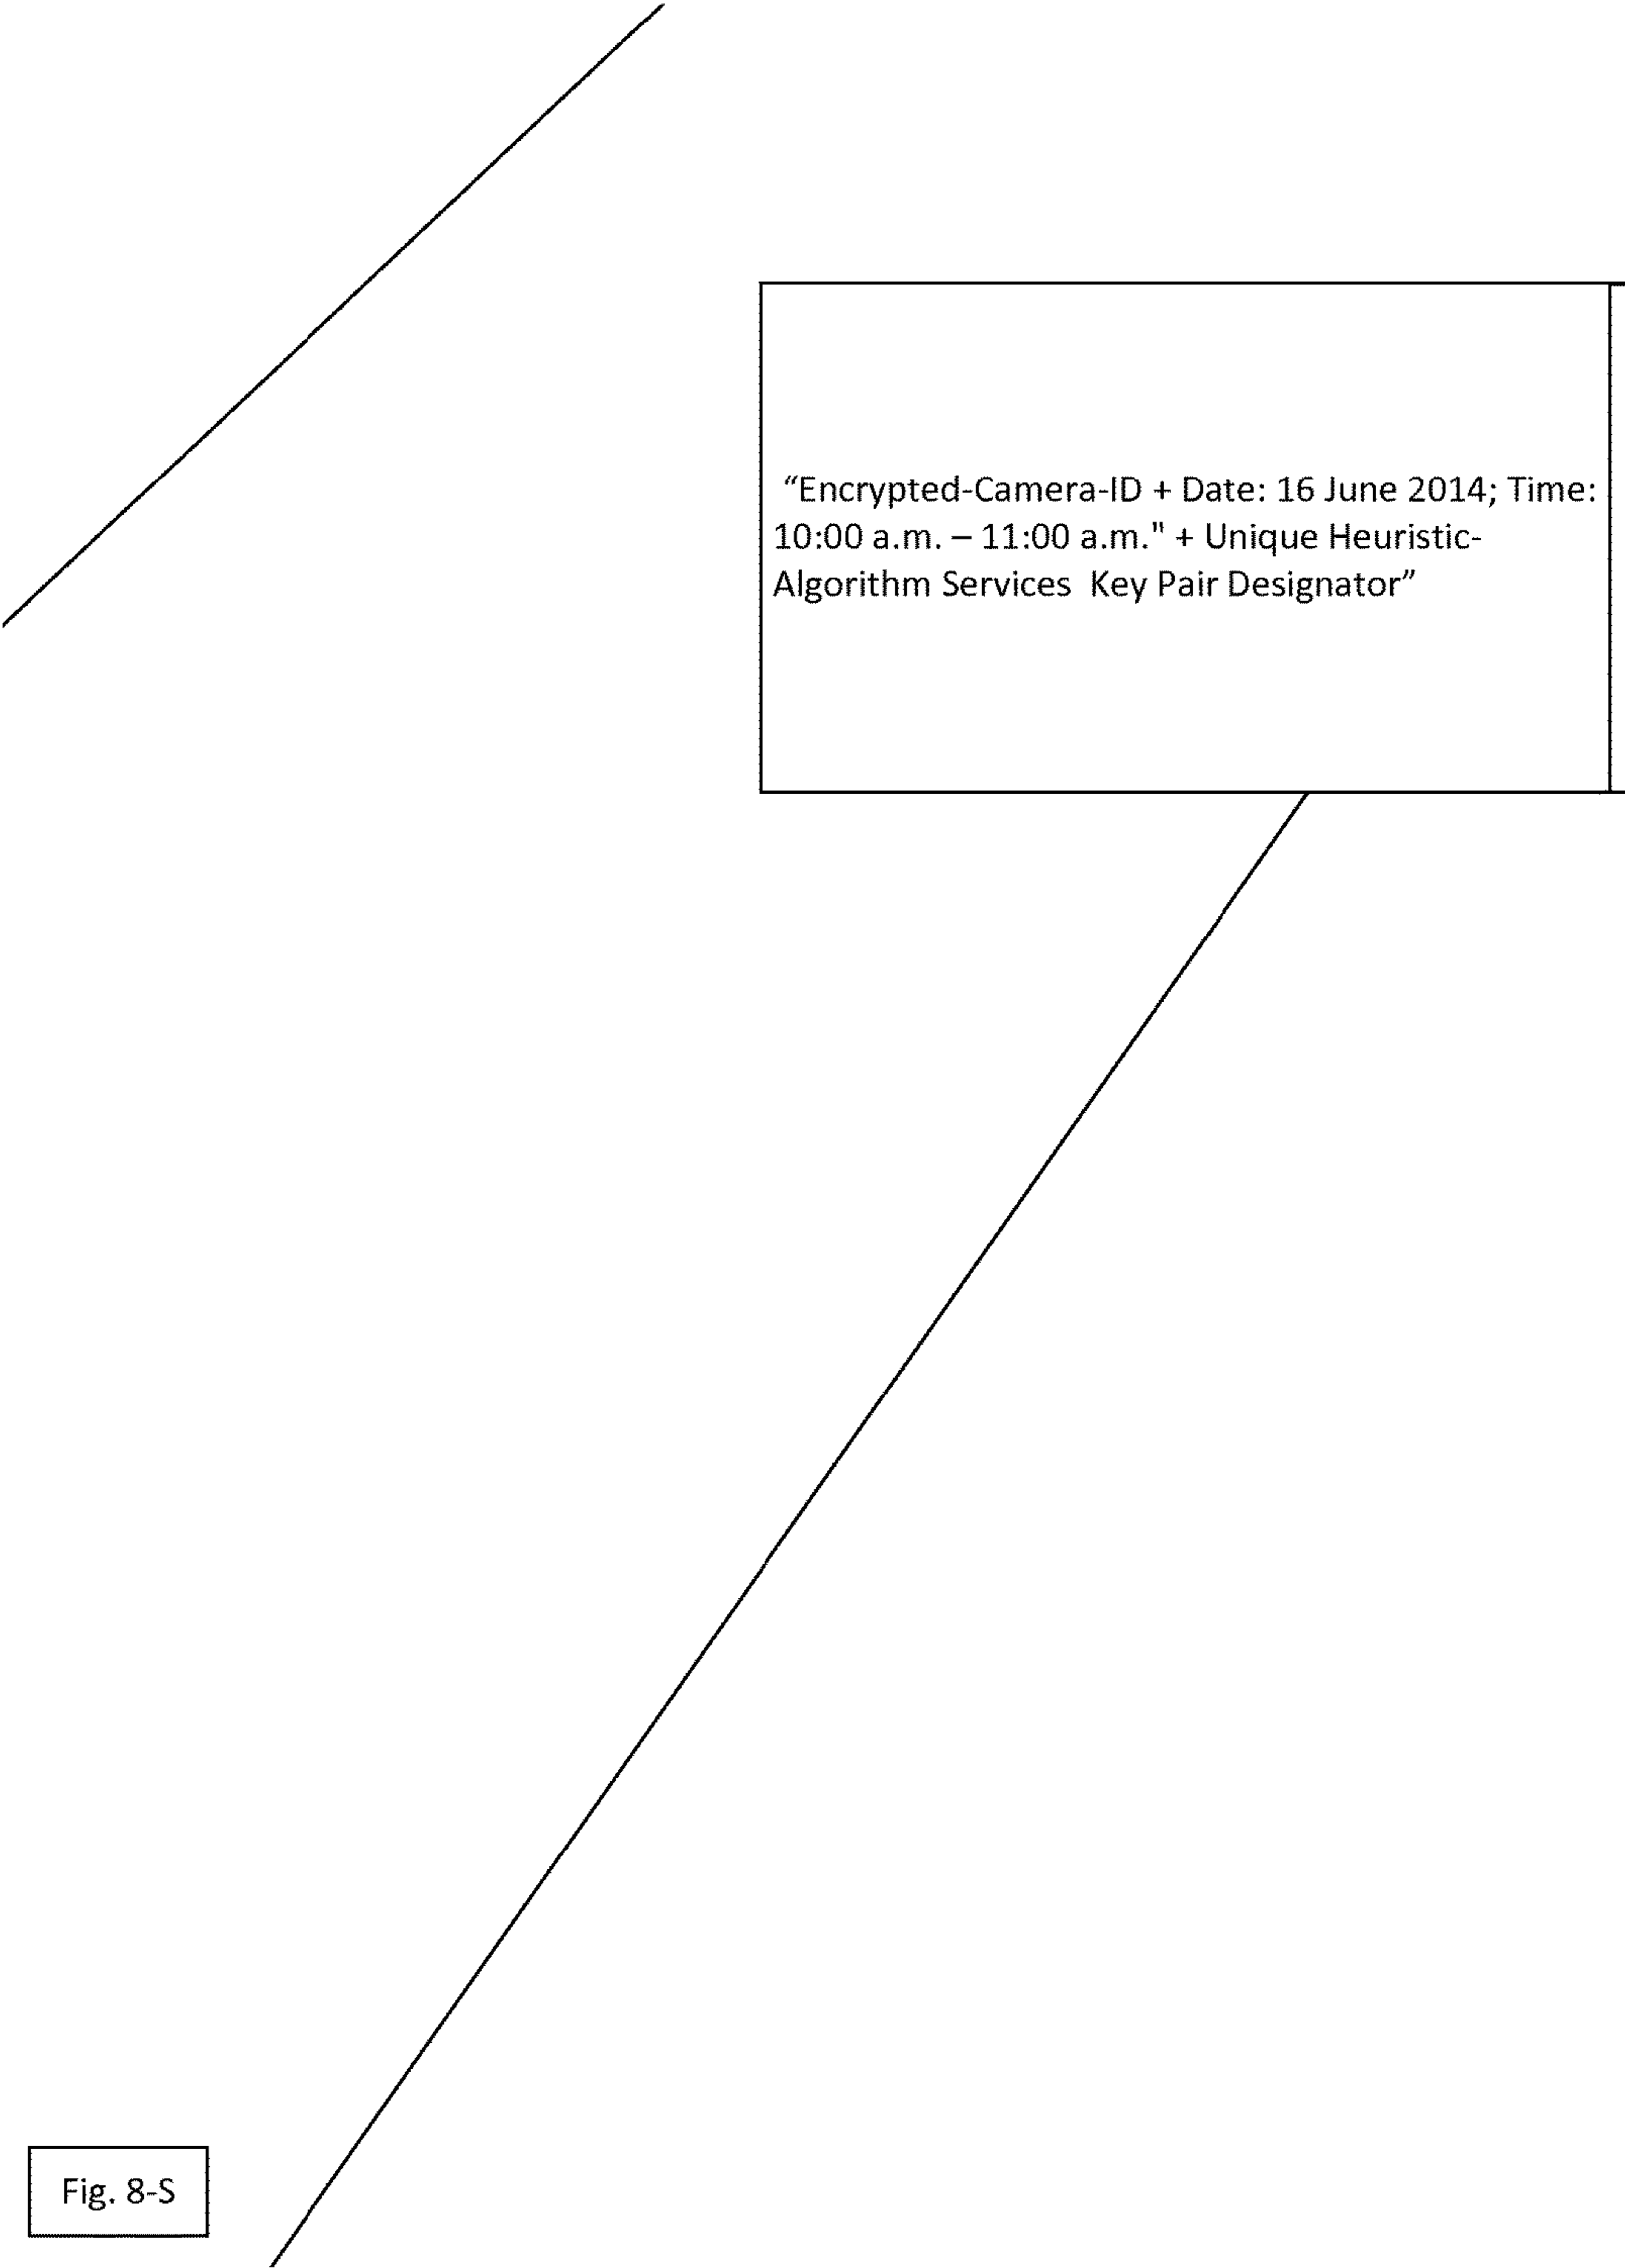 “Encrypted-Camera-ID + Date: 16 June 2014; Time:
10:00 a.m. – 11:00 a.m." + Unique Heuristic-
Algorithm Services  Key Pair Designator”
Fig. 8-S